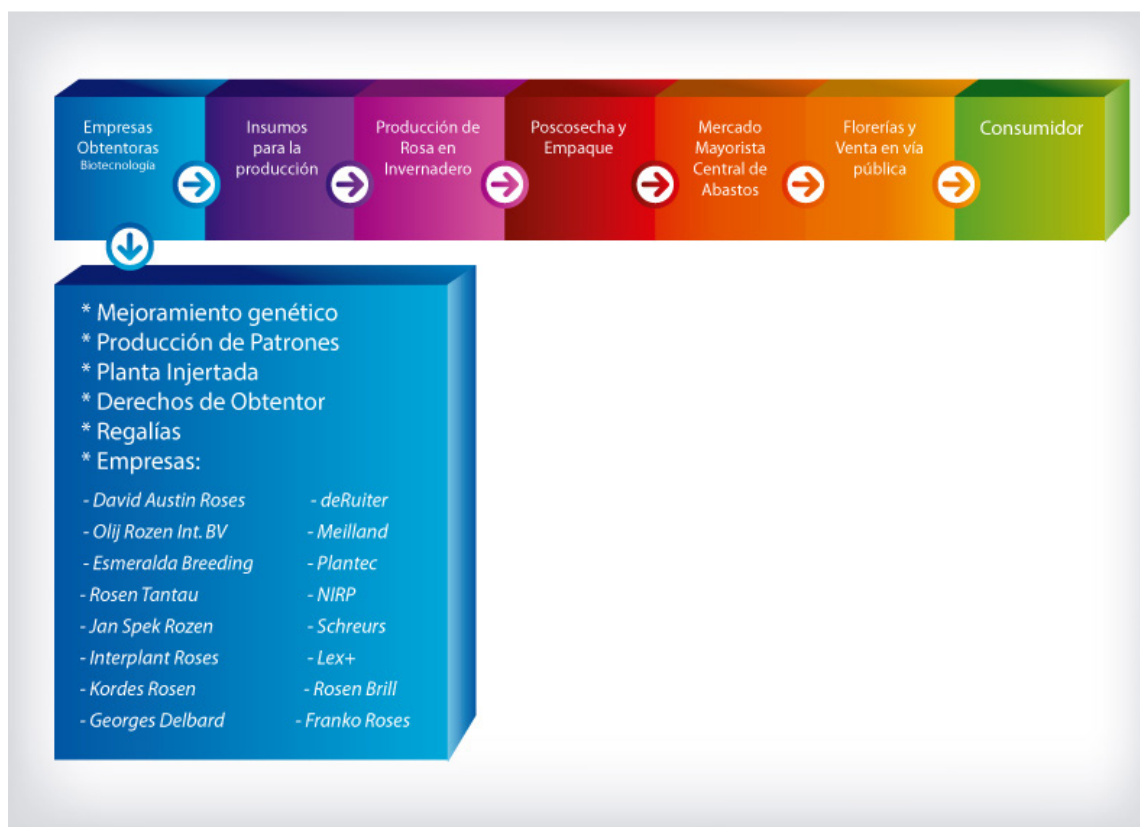 Empresas
Obtentoras
Biotecnología
Insumos
para la
producción
Producción de
Rosa en
Invernadero
Poscosecha y
Empaque
Mercado
Mayorista
Central de
Abastos
Florerías y
Venta en vía
pública
Consumidor
* Mejoramiento genético
* Producción de Patrones
* Planta Injertada
* Derechos de Obtentor
* Regalías
* Empresas:
- David Austin Roses
- Olij Rozen Int. BV
- Esmeralda Breeding
- Rosen Tantau
- Jan Spek Rozen
- Interplant Roses
- Kordes Rosen
- Georges Delbard
- deRuiter
- Meilland
- Plantec
- NIRP
- Schreurs
- Lex+
- Rosen Brill
- Franko Roses